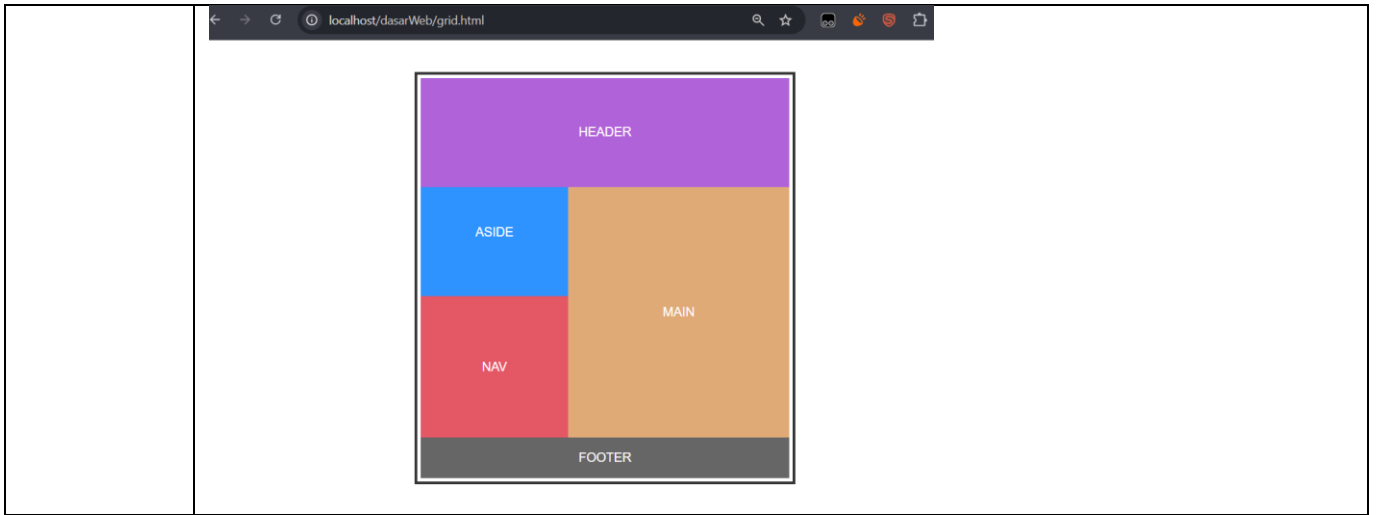 localhost/dasarWeb/grid.html
HEADER
ASIDE
MAIN
NAV
FOOTER